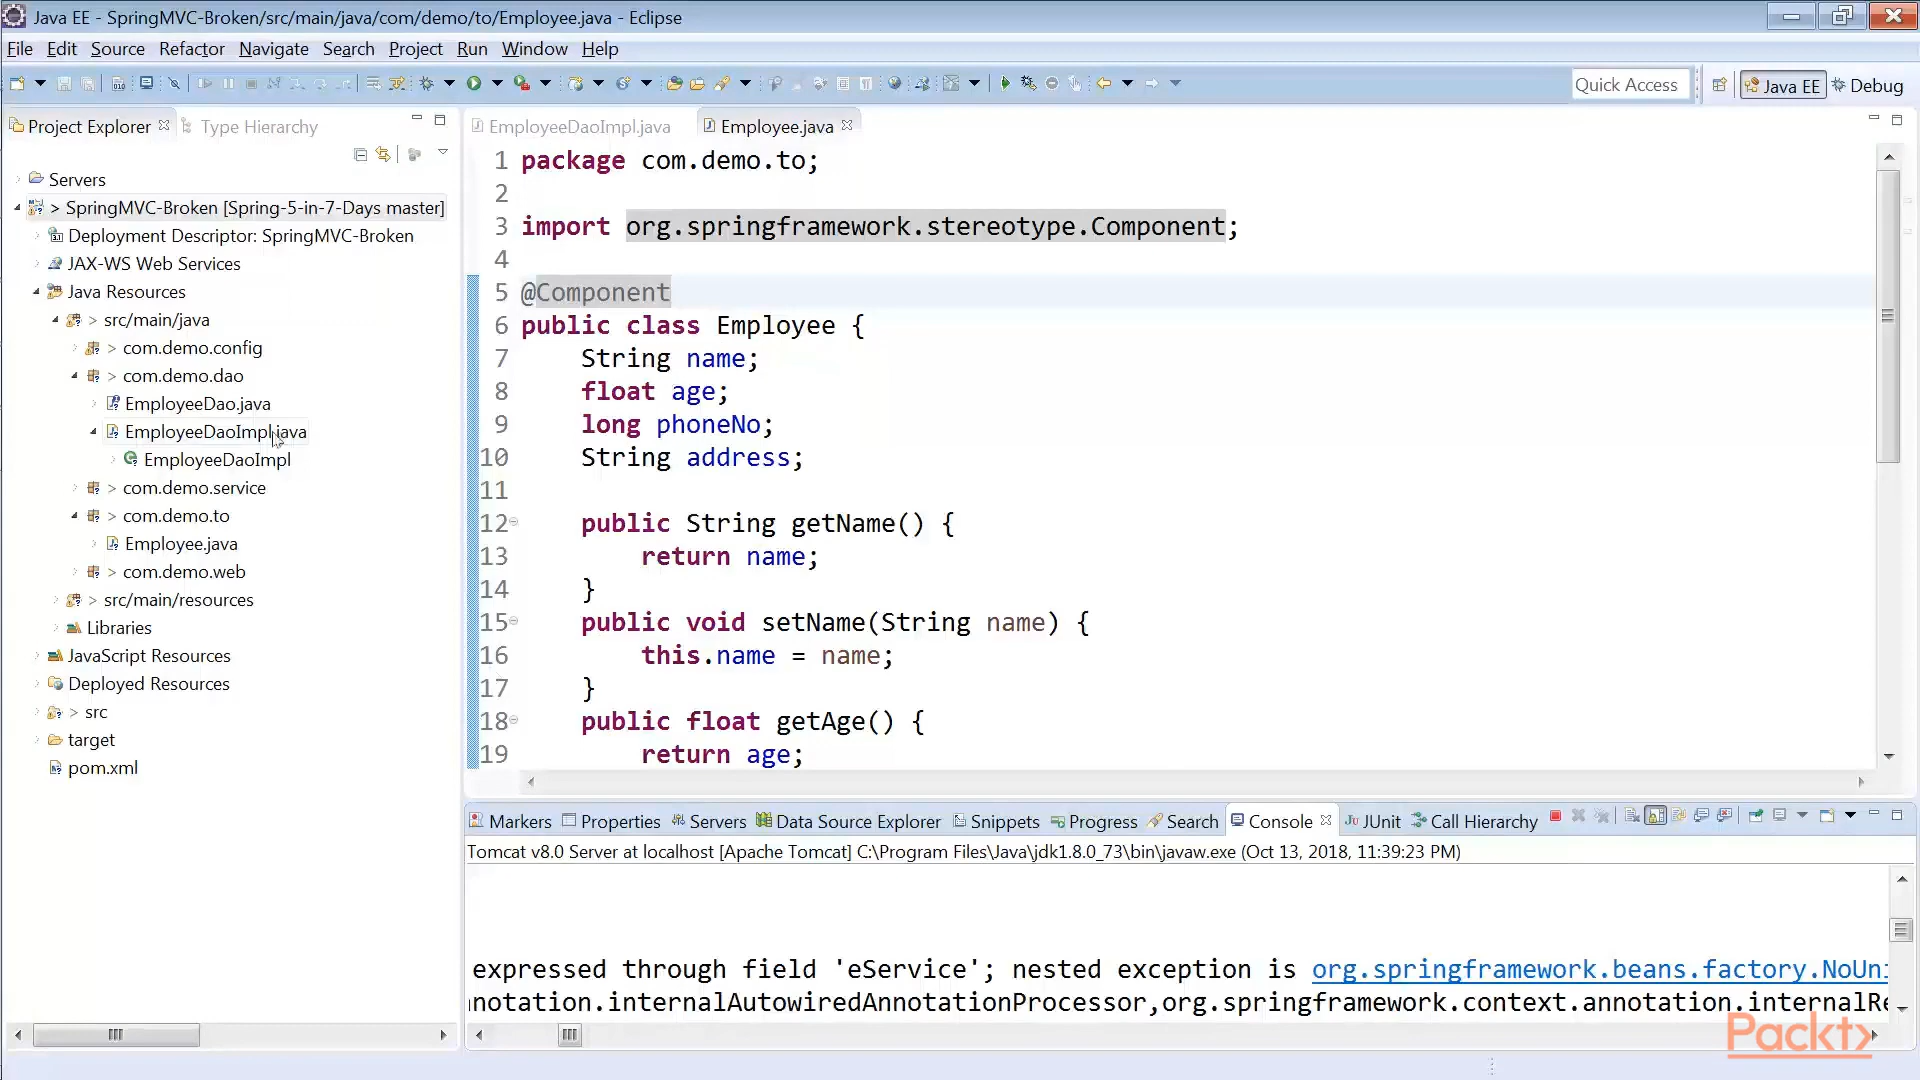 Java EE - SpringMVC-Broken/src/main/java/com/demo/to/Employee.java - Eclipse
File Edit Source Refactor Navigate Search Project Run Window Help
Quick Access
Java EE
Debug
Project Explorer
Type Hierarchy
EmployeeDaoImpl.java
Employee.java
Servers
> SpringMVC-Broken [Spring-5-in-7-Days master]
Deployment Descriptor: SpringMVC-Broken
JAX-WS Web Services
Java Resources
> src/main/java
> com.demo.config
> com.demo.dao
EmployeeDao.java
EmployeeDaoImpl.java
EmployeeDaoImpl
> com.demo.service
> com.demo.to
Employee.java
> com.demo.web
> src/main/resources
Libraries
JavaScript Resources
Deployed Resources
> src
target
pom.xml
1 package com.demo.to;
2
3 import org.springframework.stereotype.Component;
4
5 @Component
6 public class Employee {
7 String name;
8 float age;
9 long phoneNo;
10 String address;
11
12 public String getName() {
13 return name;
14 }
15 public void setName(String name) {
16 this.name = name;
17 }
18 public float getAge() {
19 return age;
Markers Properties Servers Data Source Explorer Snippets Progress Search Console JUnit Call Hierarchy
Tomcat v8.0 Server at localhost [Apache Tomcat] C:\Program Files\Java\jdk1.8.0_73\bin\javaw.exe (Oct 13, 2018, 11:39:23 PM)
expressed through field 'eService'; nested exception is org.springframework.beans.factory.NoUni
notation.internalAutowiredAnnotationProcessor,org.springframework.context.annotation.internalRe
Packt>